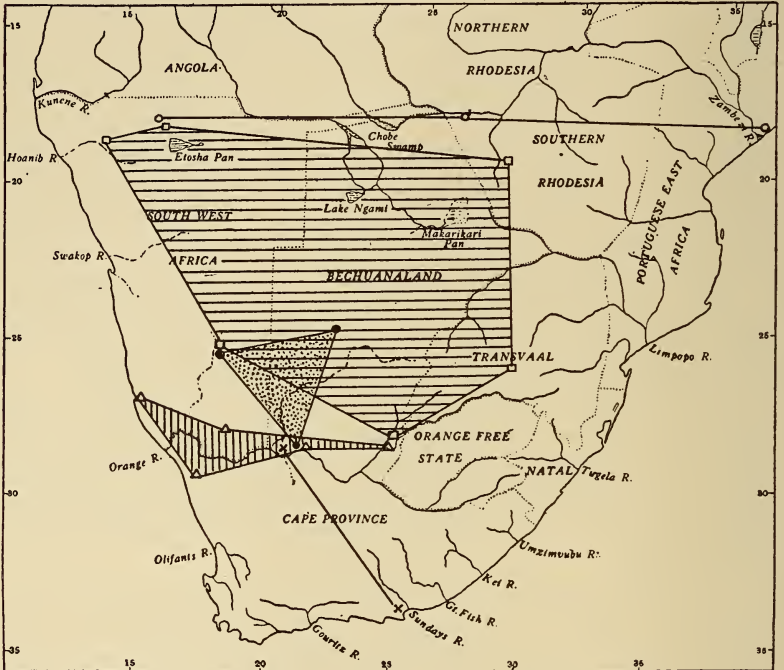 15 20 25 30 35
15 15
NORTHERN
RHODESIA
ANGOLA
Kunene R.
Zambesi R.
Chobe
Swamp
SOUTHERN
RHODESIA
Hoanib R
Etosha Pan
20 20
Lake Ngami
SOUTH WEST
AFRICA
Makarikari
Pan
PORTUGUESE EAST
AFRICA
Swakop R.
BECHUANALAND
25 25
TRANSVAAL
Limpopo R.
ORANGE FREE
STATE
Orange R.
NATAL
Tugela R.
30 30
CAPE PROVINCE
Umzimvubu R.
Olifants R.
Kei R.
Gt. Fish R.
Sundays R.
Gouritz R.
35 35
15 20 25 30 35